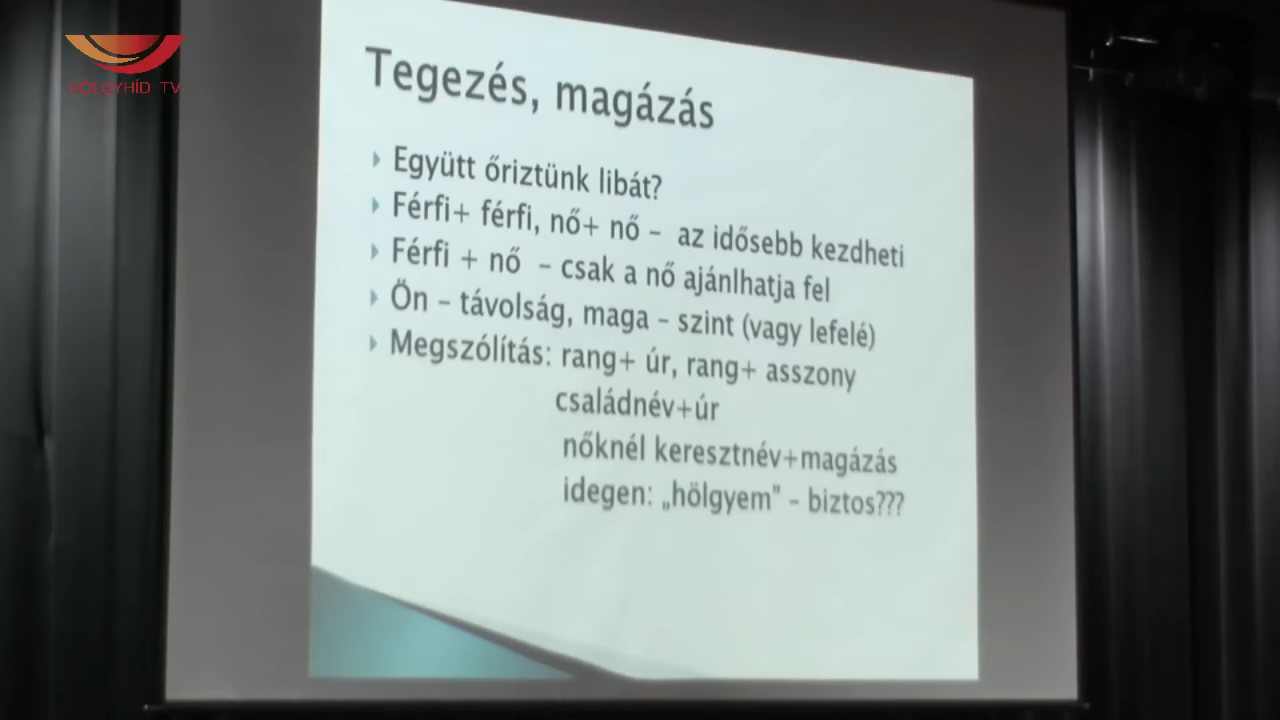 VÖLGYHÍD TV
Tegezés, magázás
Együtt őriztünk libát?
Férfi+ férfi, nő+ nő – az idősebb kezdheti
Férfi + nő – csak a nő ajánlhatja fel
Ön – távolság, maga – szint (vagy lefelé)
Megszólítás: rang+ úr, rang+ asszony
családnév+úr
nőknél keresztnév+magázás
idegen: „hölgyem” – biztos???